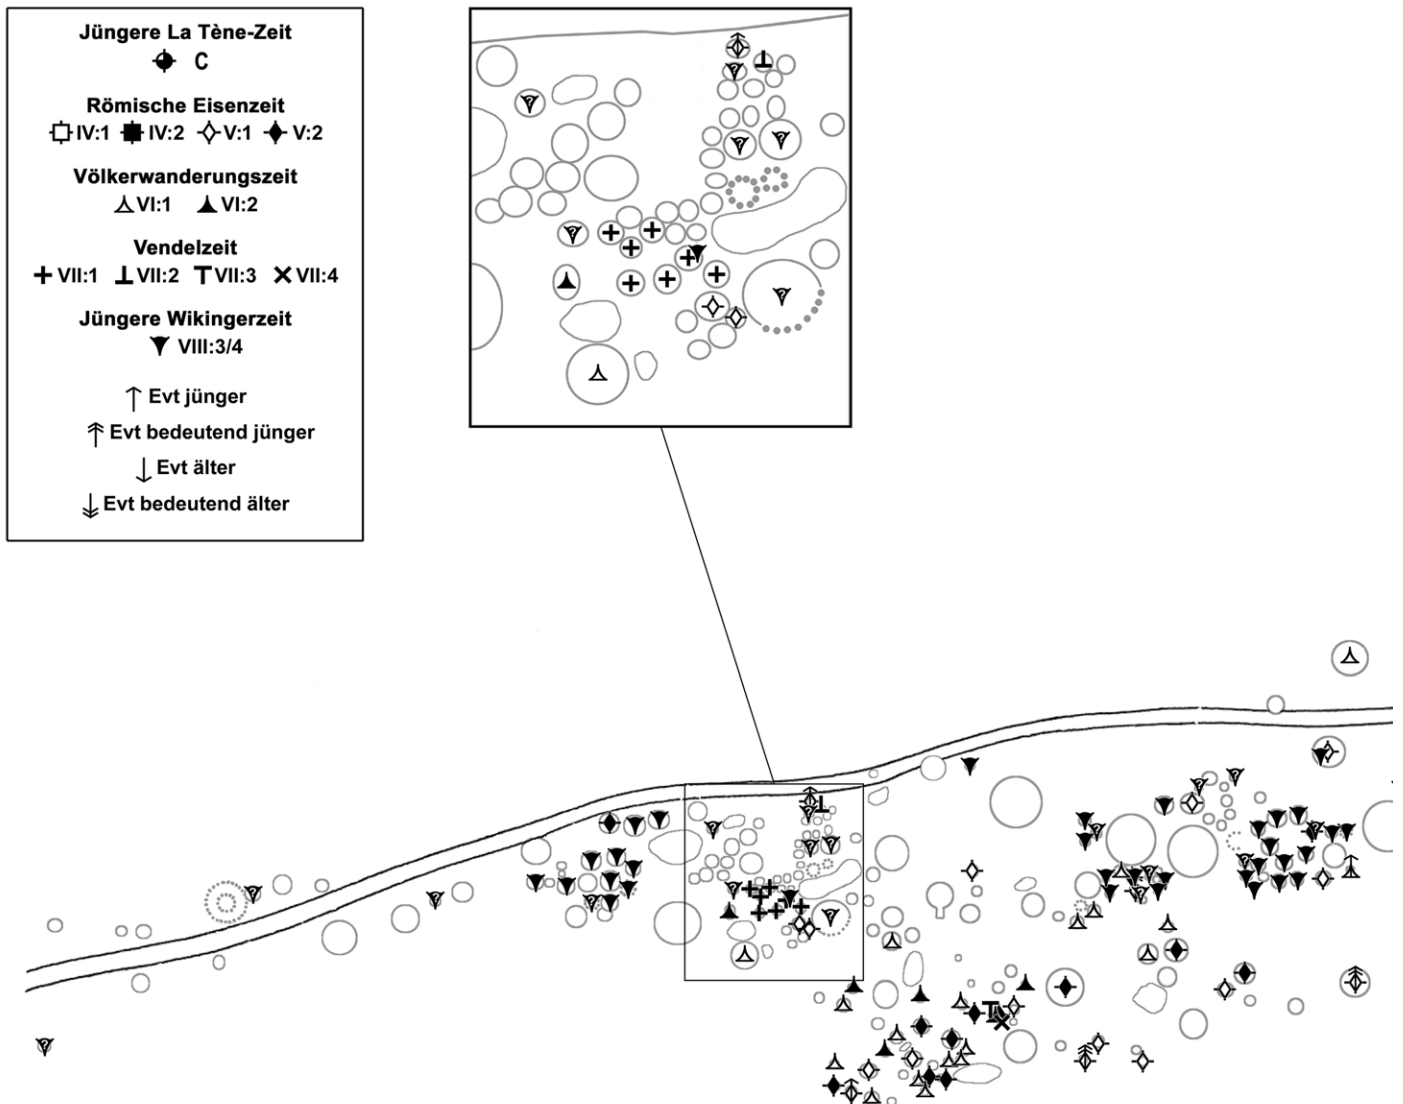 Jüngere La Tène-Zeit
C
Römische Eisenzeit
IV:1 IV:2 V:1 V:2
Völkerwanderungszeit
VI:1 VI:2
Vendelzeit
VII:1 VII:2 VII:3 VII:4
Jüngere Wikingerzeit
VIII:3/4
Evt jünger
Evt bedeutend jünger
Evt älter
Evt bedeutend älter